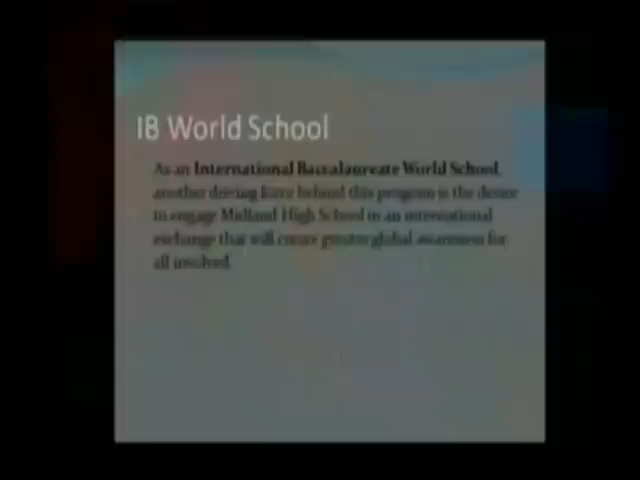 IB World School
As an International Baccalaureate World School,
another driving force behind this program is the desire
to engage Midland High School in an international
exchange that will create greater global awareness for
all involved.